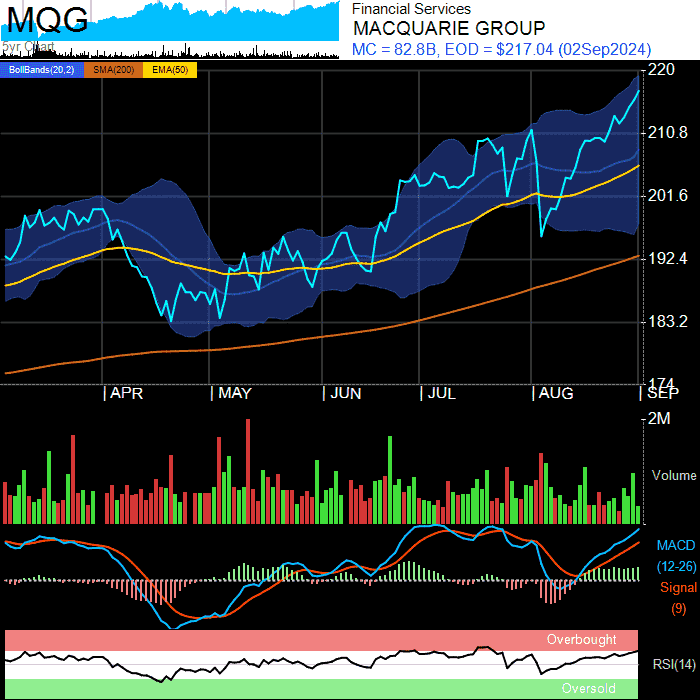 MQG
5yr Chart
Financial Services
MACQUARIE GROUP
MC = 82.8B, EOD = $217.04 (02Sep2024)
BollBands(20,2) SMA(200) EMA(50)
220
210.8
201.6
192.4
183.2
174
APR MAY JUN JUL AUG SEP
2M
Volume
MACD
(12-26)
Signal
(9)
Overbought
RSI(14)
Oversold